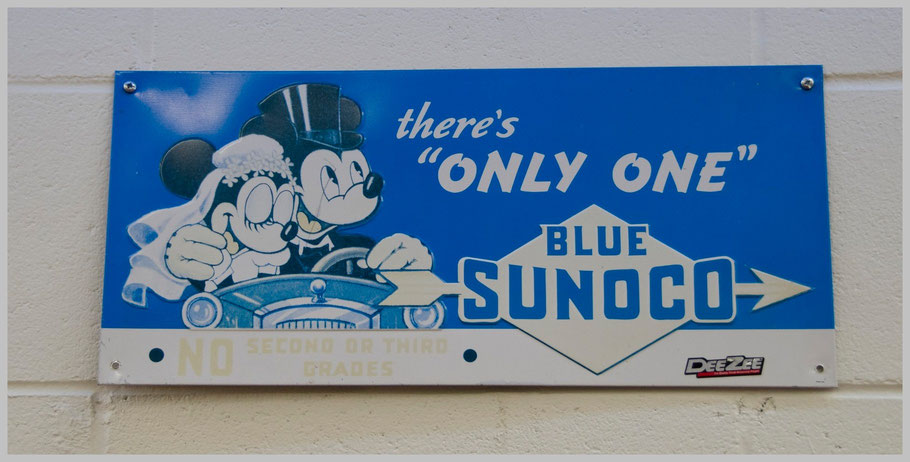 there's
"ONLY ONE"
BLUE
SUNOCO
NO SECOND OR THIRD
GRADES
DEEZEE